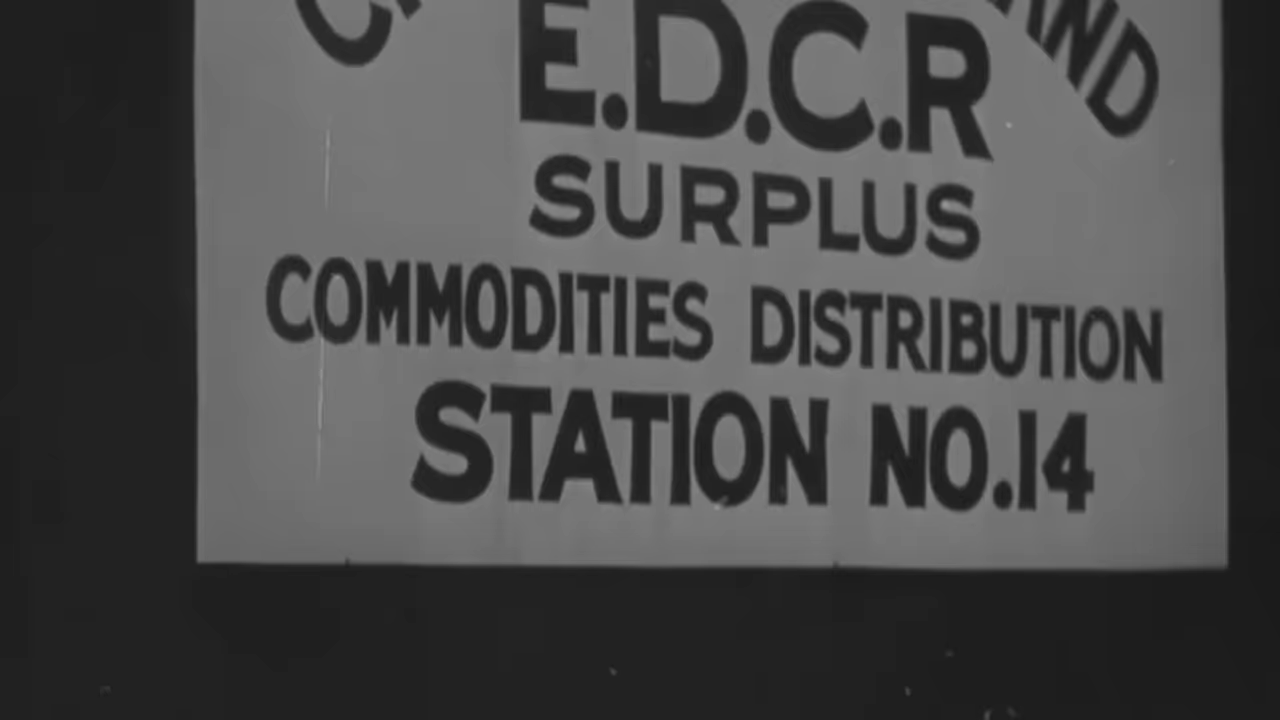 E.D.C.R
SURPLUS
COMMODITIES DISTRIBUTION
STATION NO.14